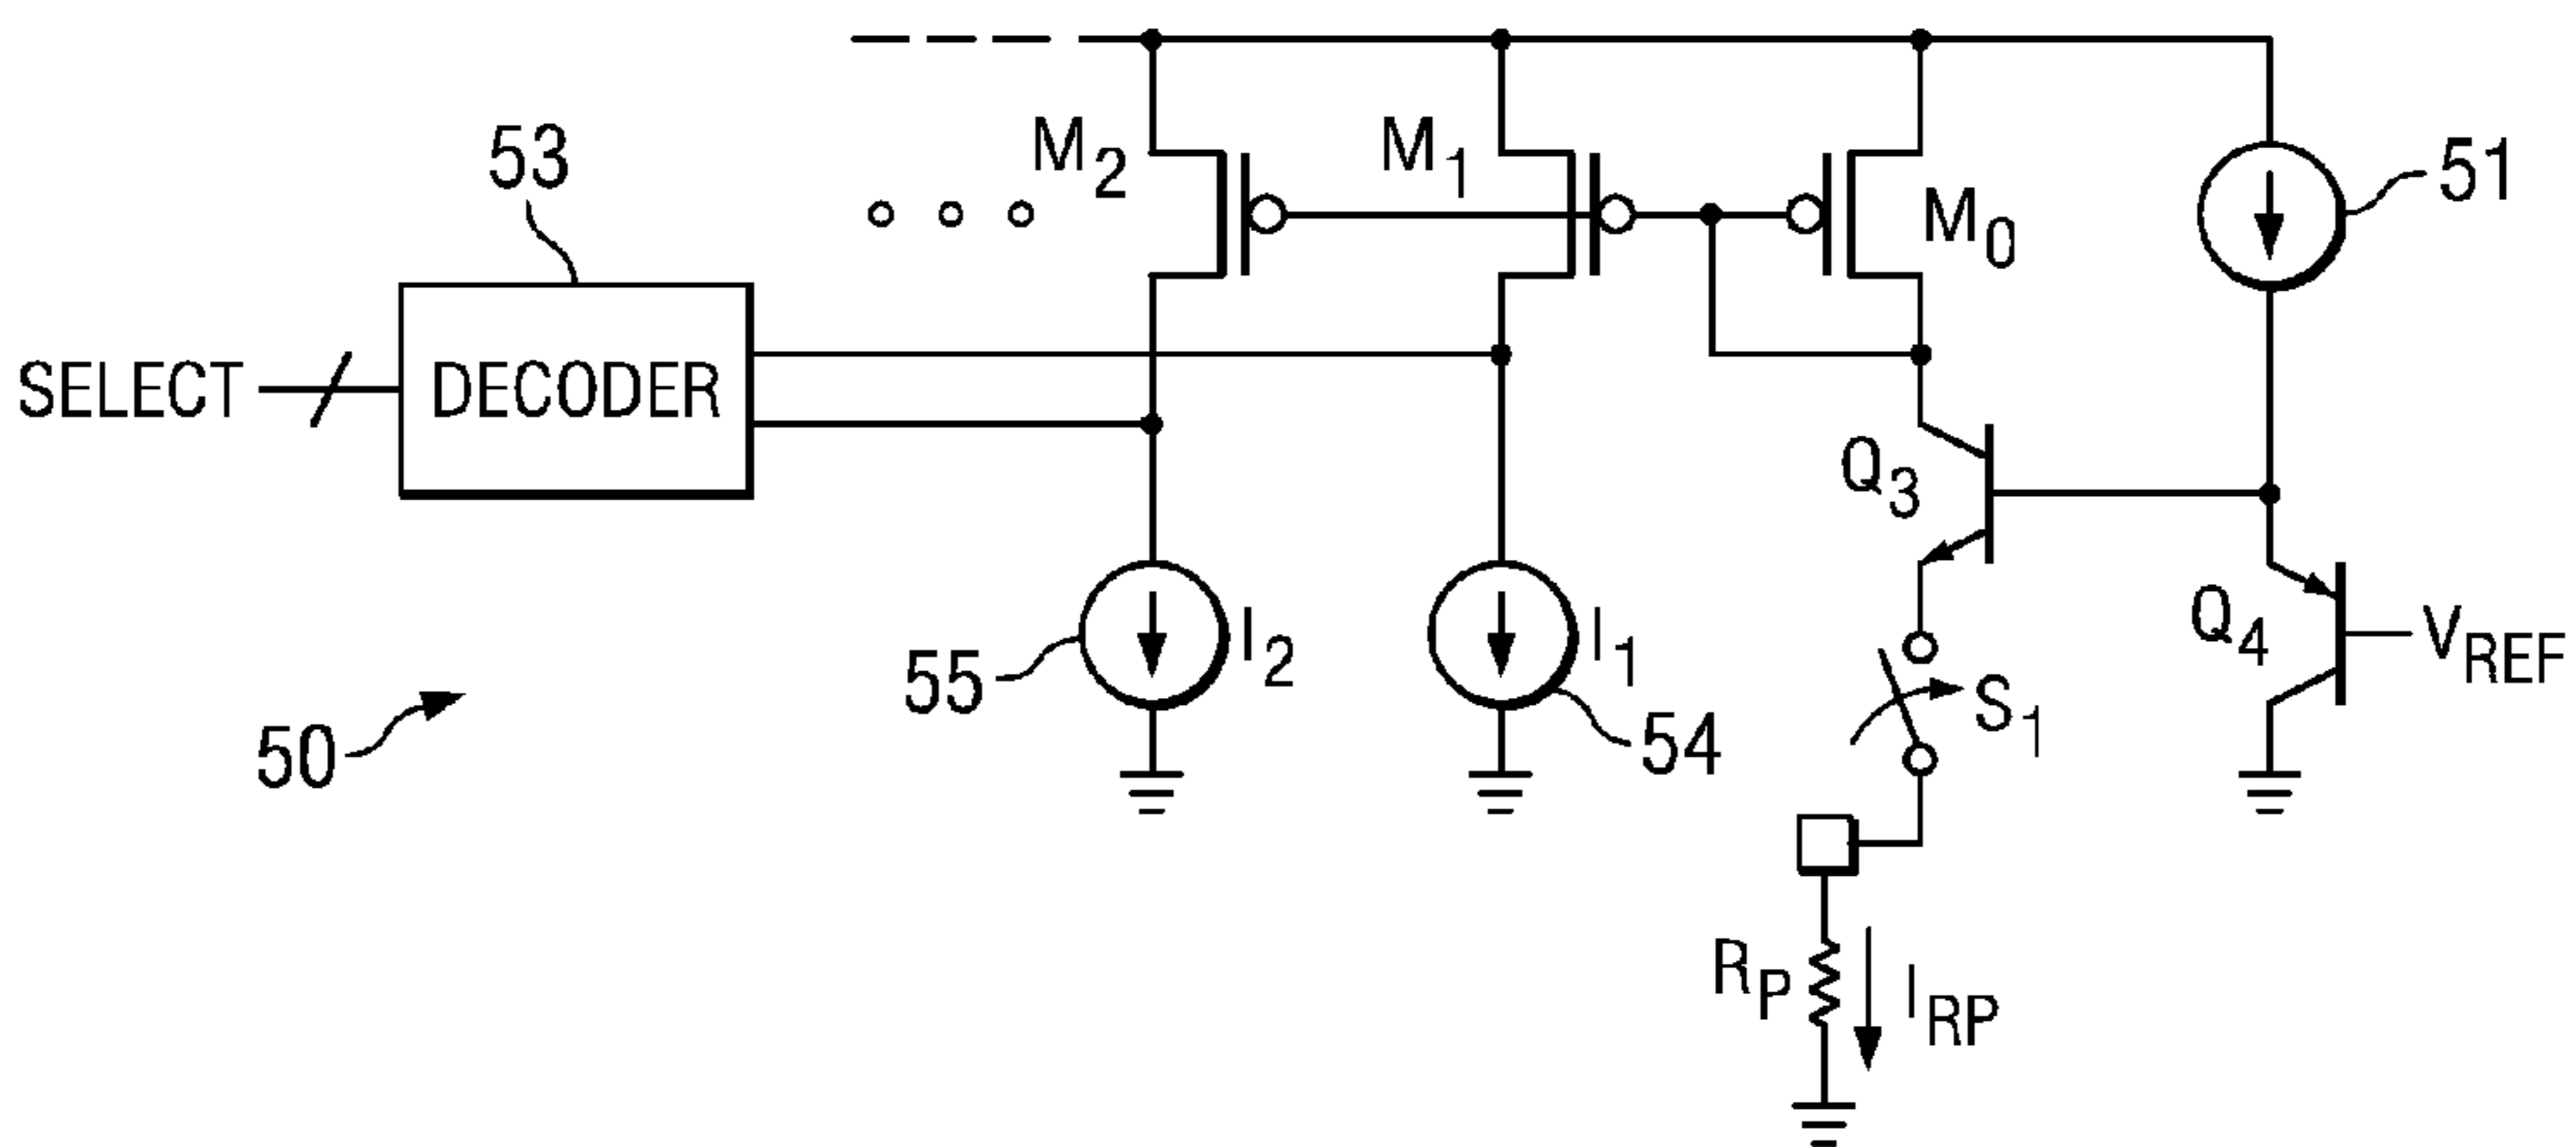 53
M2
M1
M0
51
SELECT
DECODER
Q3
Q4
VREF
55
I2
I1
54
S1
50
RP
IRP